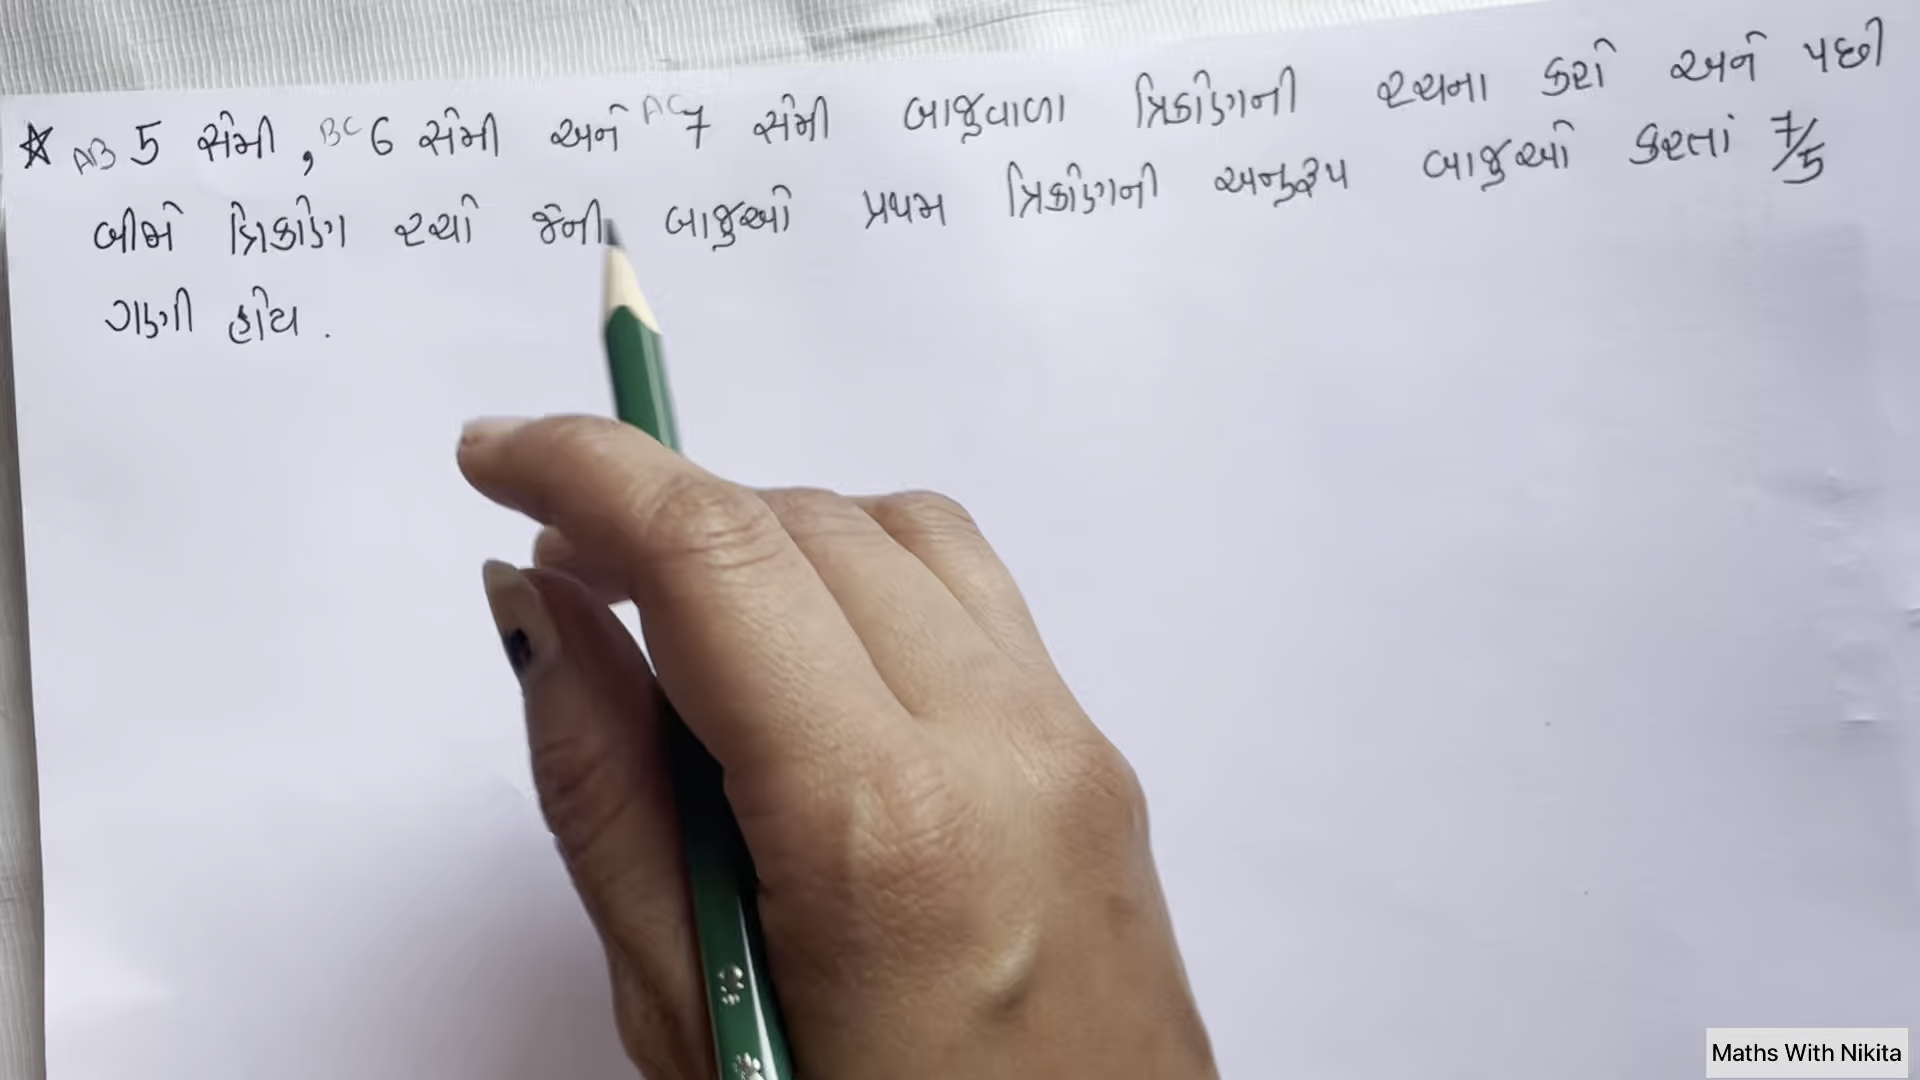 ☆ AB 5 સેમી , BC 6 સેમી અને AC 7 સેમી બાજુવાળા ત્રિકોણની રચના કરો અને પછી
બીજો ત્રિકોણ રચો જેની બાજુઓ પ્રથમ ત્રિકોણની અનુરૂપ બાજુઓ કરતાં 7/5
ગણી હોય .
Maths With Nikita